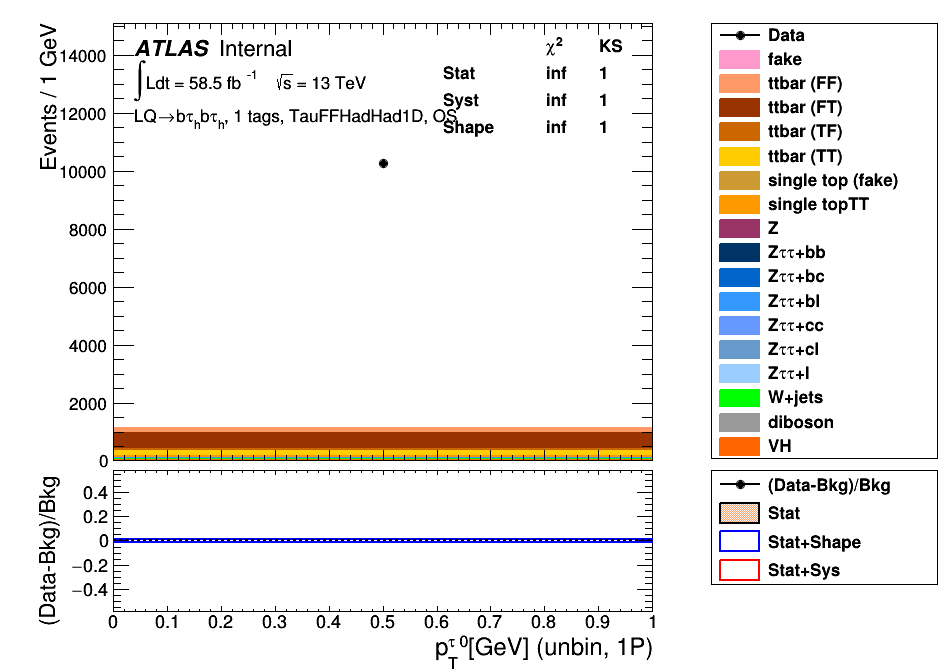 ATLAS Internal
∫Ldt = 58.5 fb⁻¹ √s = 13 TeV
LQ→bτₕbτₕ, 1 tags, TauFFHadHad1D, OS
χ² KS
Stat inf 1
Syst inf 1
Shape inf 1
Events / 1 GeV
14000
12000
10000
8000
6000
4000
2000
0
Data
fake
ttbar (FF)
ttbar (FT)
ttbar (TF)
ttbar (TT)
single top (fake)
single topTT
Z
Zττ+bb
Zττ+bc
Zττ+bl
Zττ+cc
Zττ+cl
Zττ+l
W+jets
diboson
VH
(Data-Bkg)/Bkg
0.4
0.2
0
−0.2
−0.4
0 0.1 0.2 0.3 0.4 0.5 0.6 0.7 0.8 0.9 1
p_T^{τ 0}[GeV] (unbin, 1P)
(Data-Bkg)/Bkg
Stat
Stat+Shape
Stat+Sys